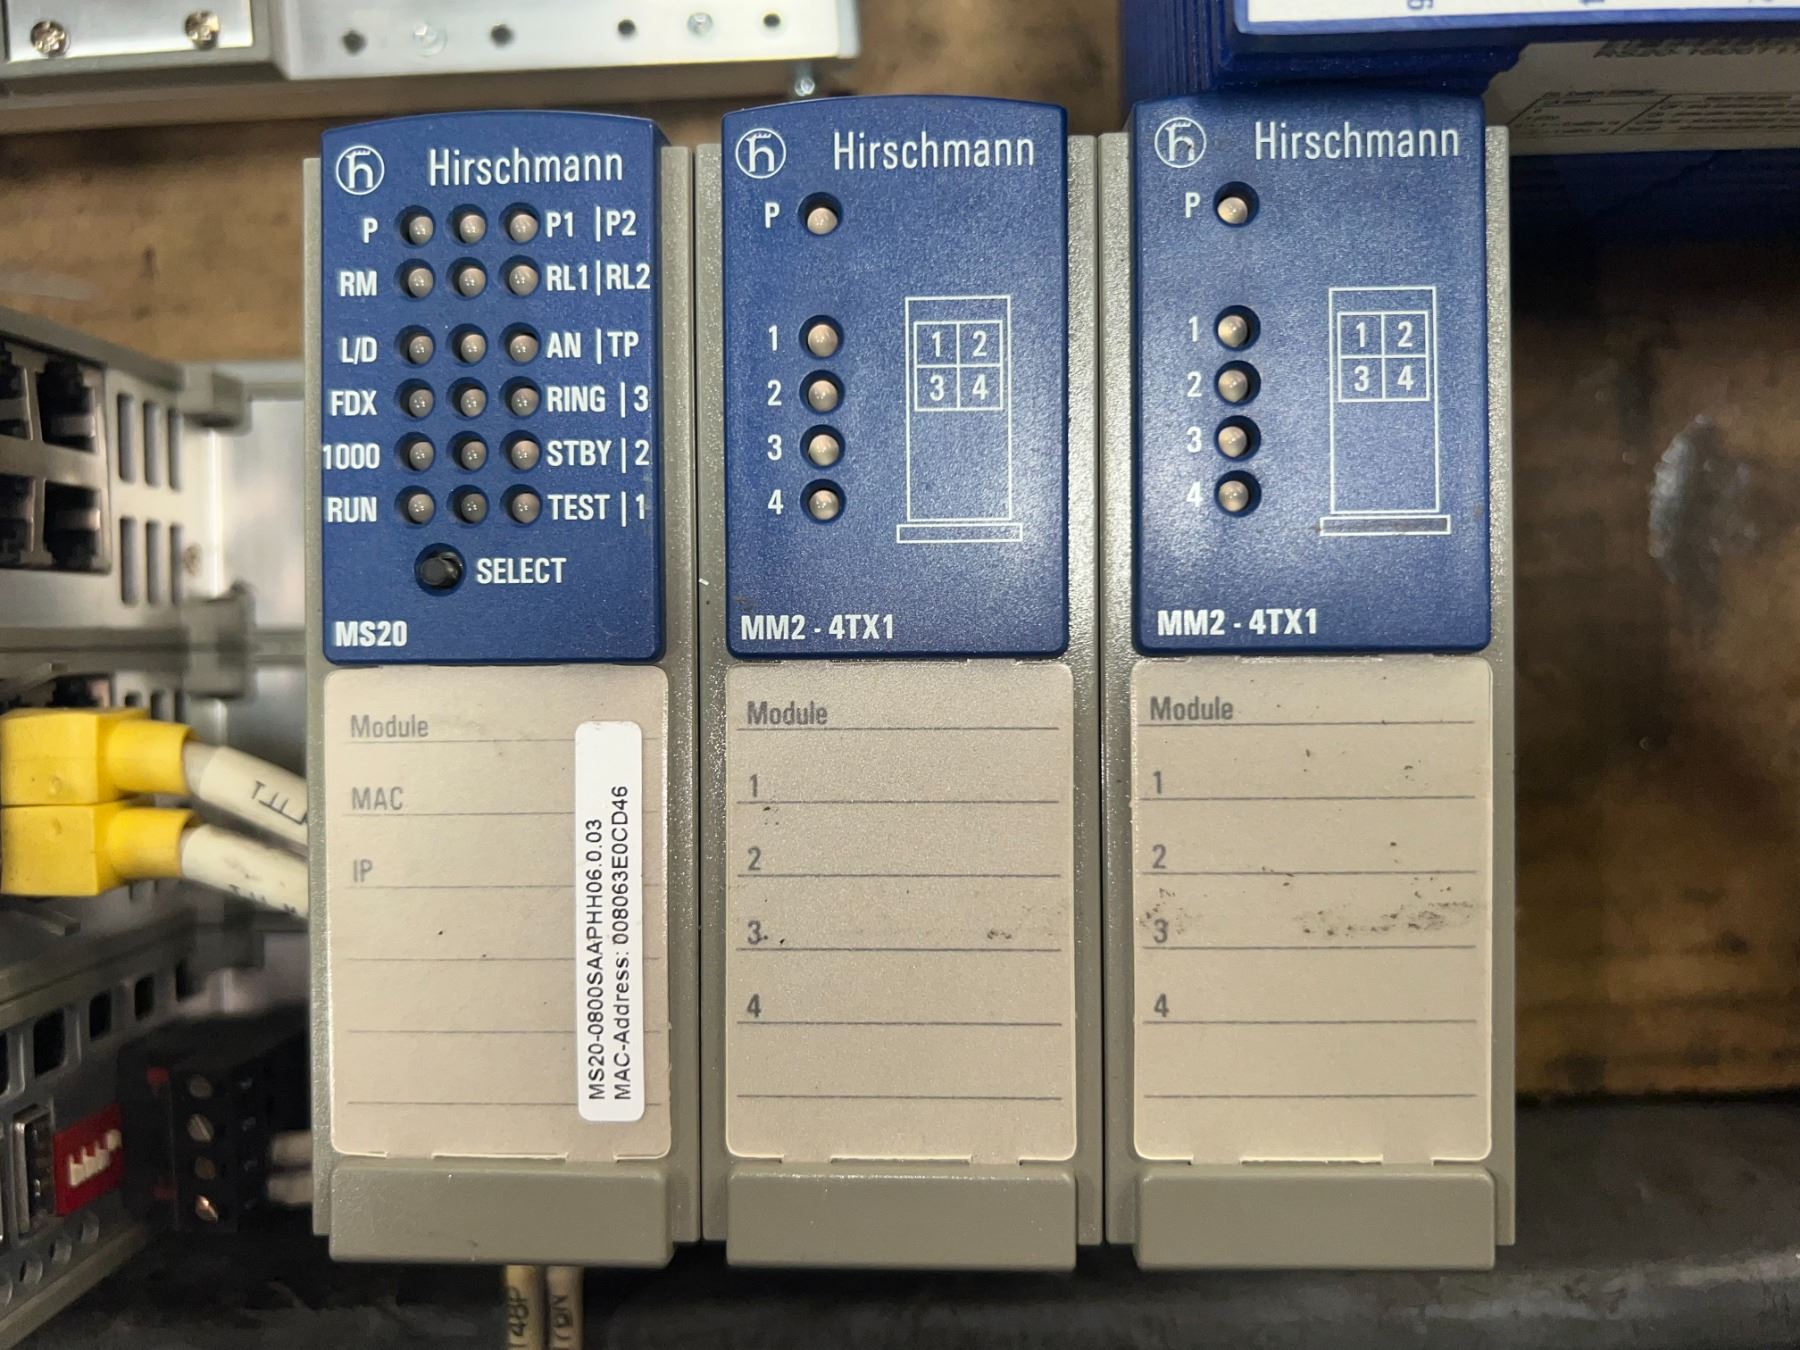 Hirschmann
P P1 |P2
RM RL1|RL2
L/D AN |TP
FDX RING | 3
1000 STBY | 2
RUN TEST | 1
SELECT
MS20
Module
MAC
IP
MS20-0800SAAPHH06.0.03
MAC-Address: 008063E0CD46
Hirschmann
P
1
2
3
4
1 2
3 4
MM2 - 4TX1
Module
1
2
3
4
Hirschmann
P
1
2
3
4
1 2
3 4
MM2 - 4TX1
Module
1
2
3
4